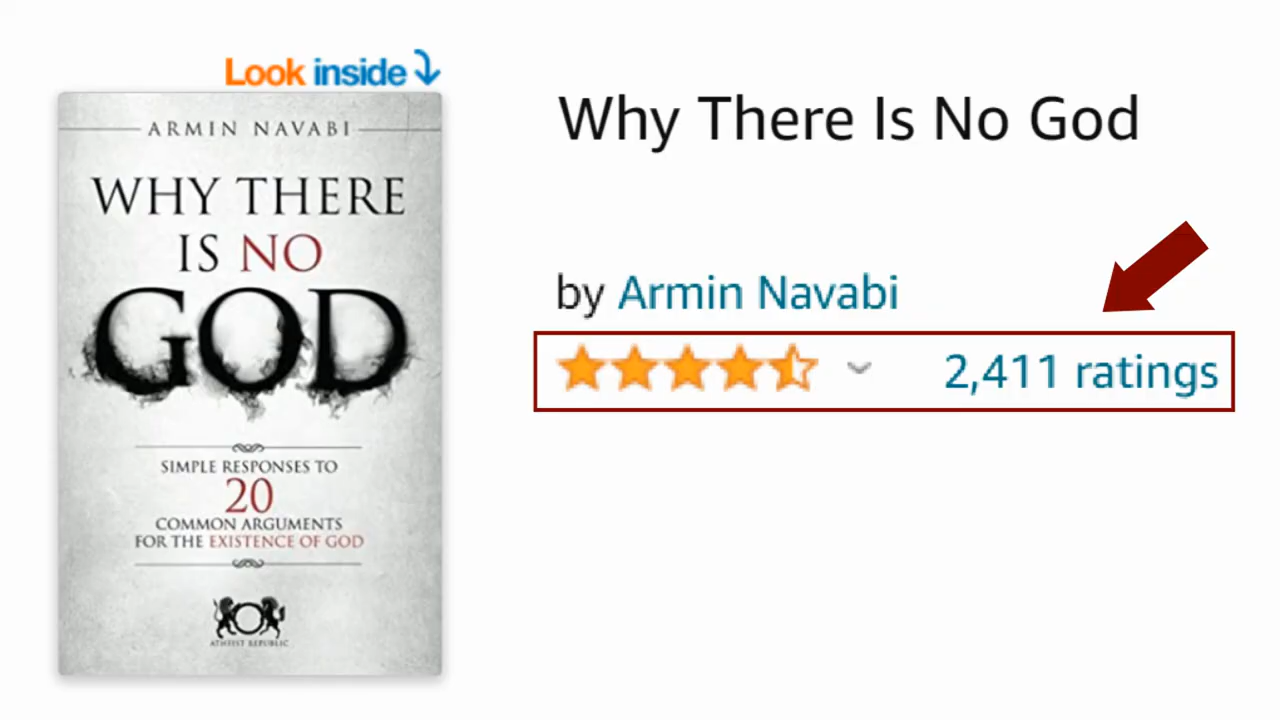 Look inside
ARMIN NAVABI
WHY THERE
IS NO
GOD
SIMPLE RESPONSES TO
20
COMMON ARGUMENTS
FOR THE EXISTENCE OF GOD
ATHEIST REPUBLIC
Why There Is No God
by Armin Navabi
2,411 ratings